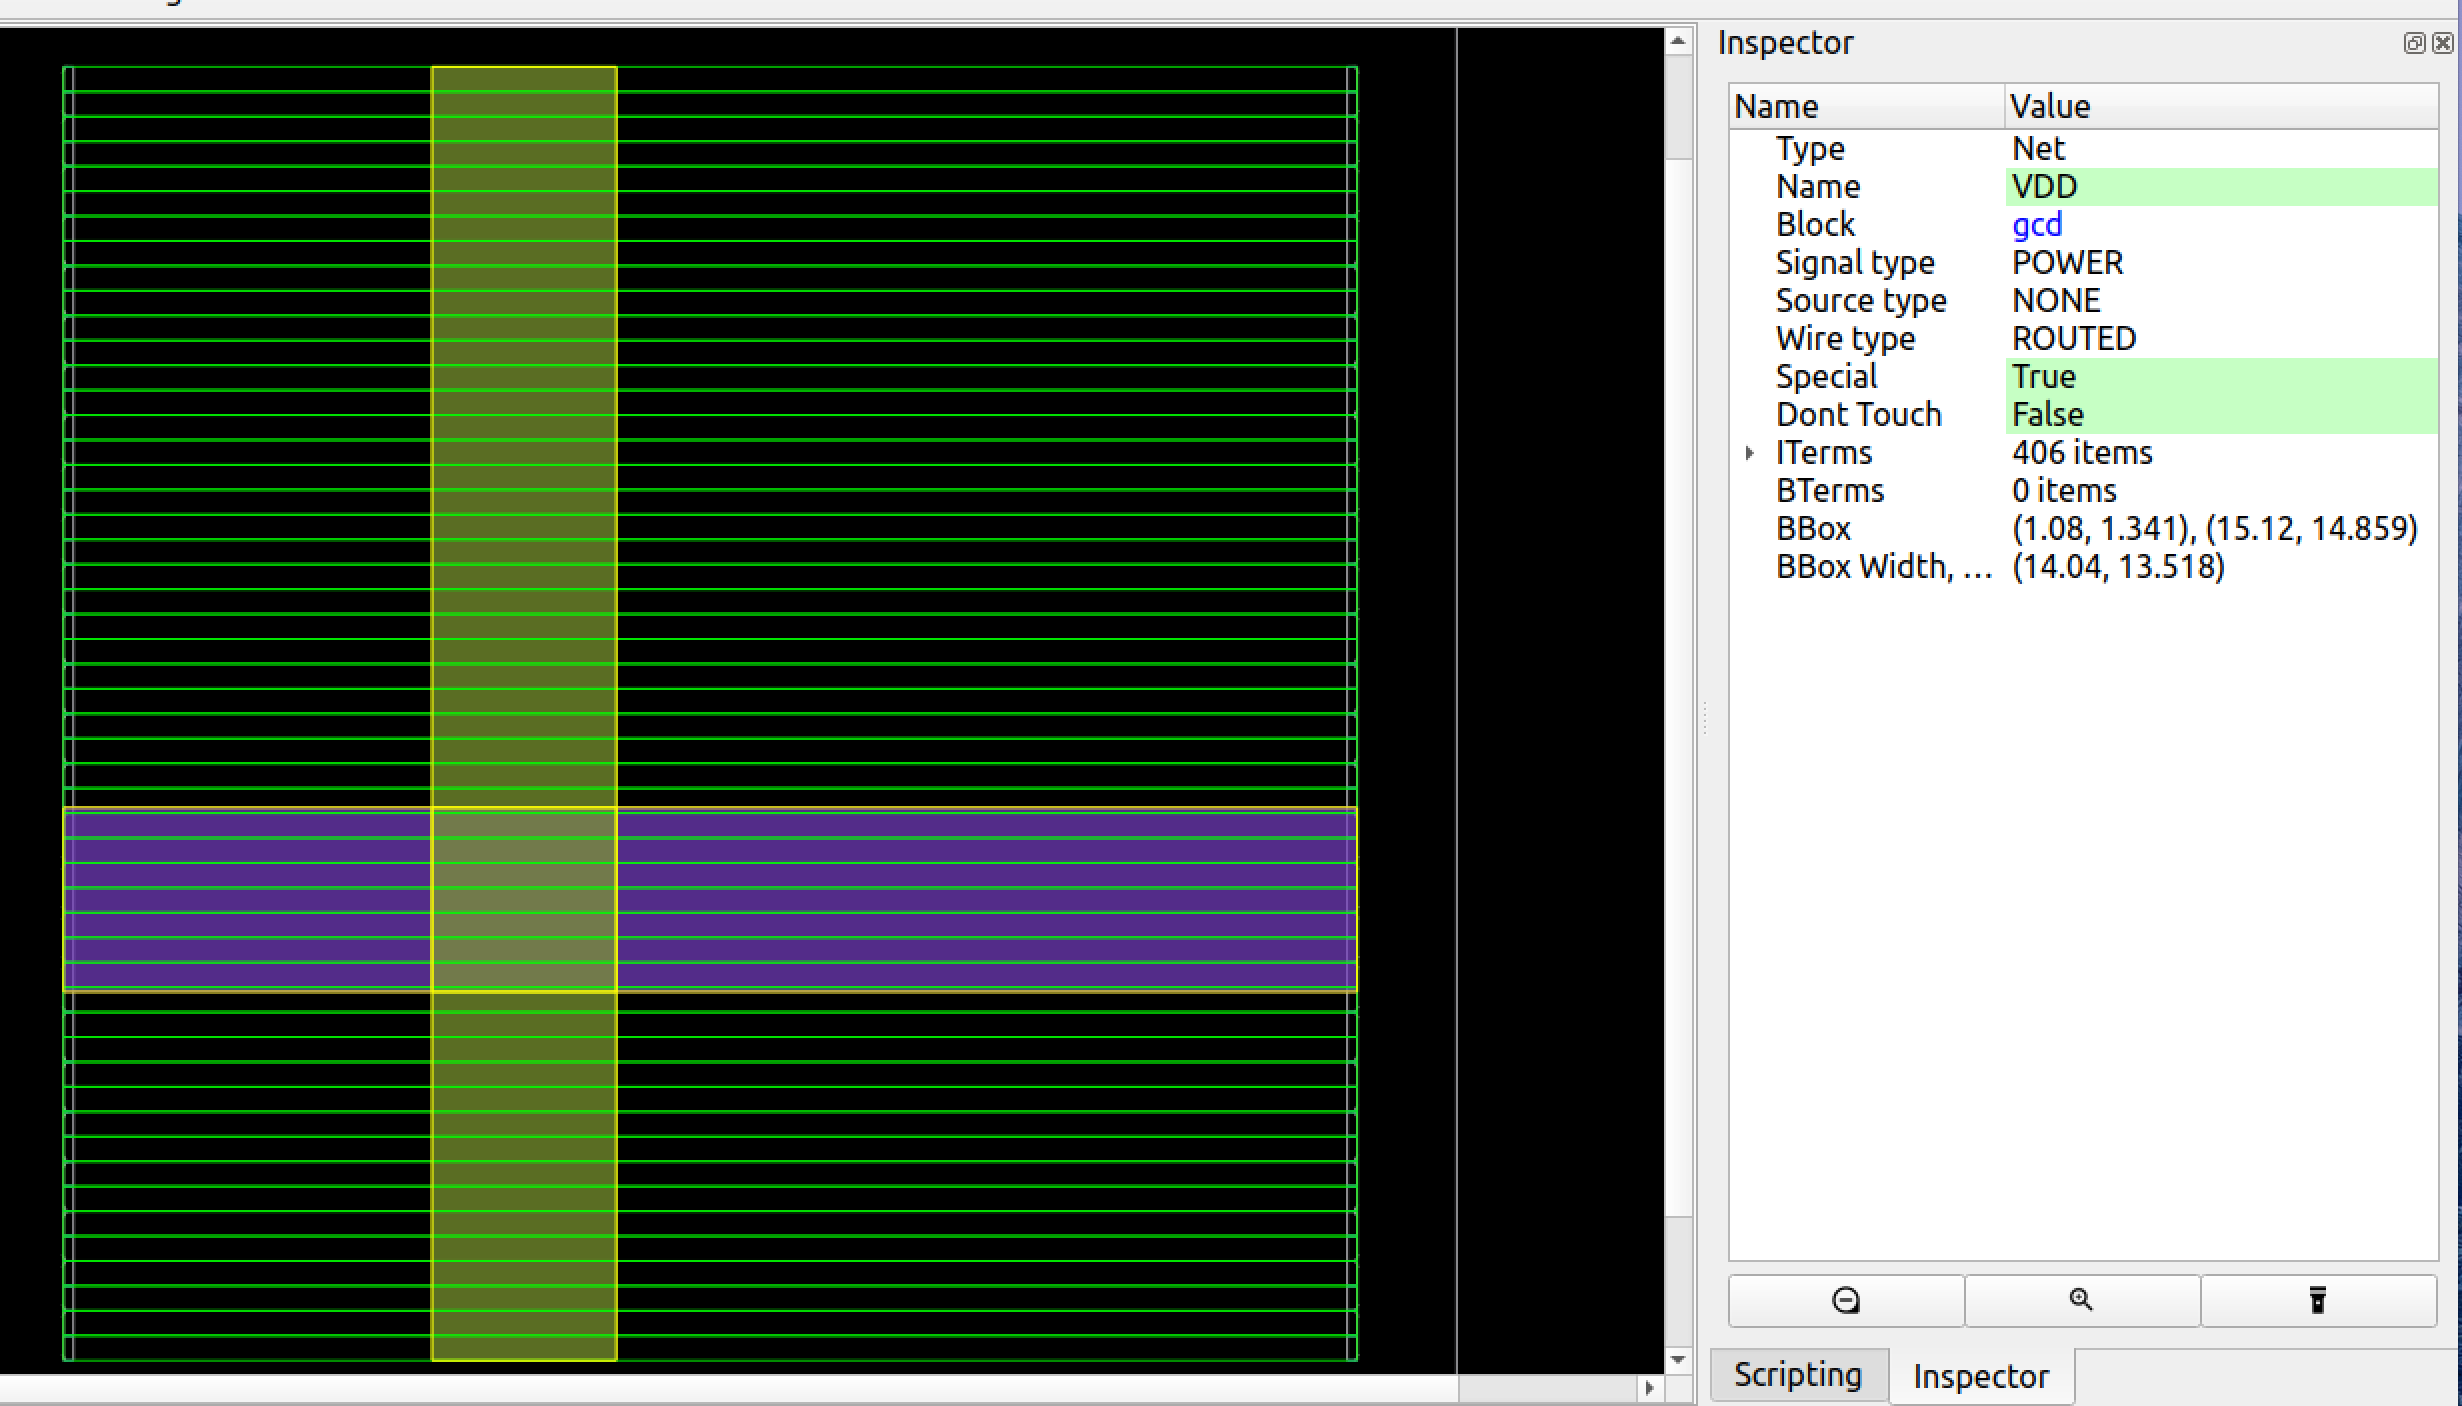 Inspector
Name Value
Type Net
Name VDD
Block gcd
Signal type POWER
Source type NONE
Wire type ROUTED
Special True
Dont Touch False
ITerms 406 items
BTerms 0 items
BBox (1.08, 1.341), (15.12, 14.859)
BBox Width, ... (14.04, 13.518)
Scripting Inspector